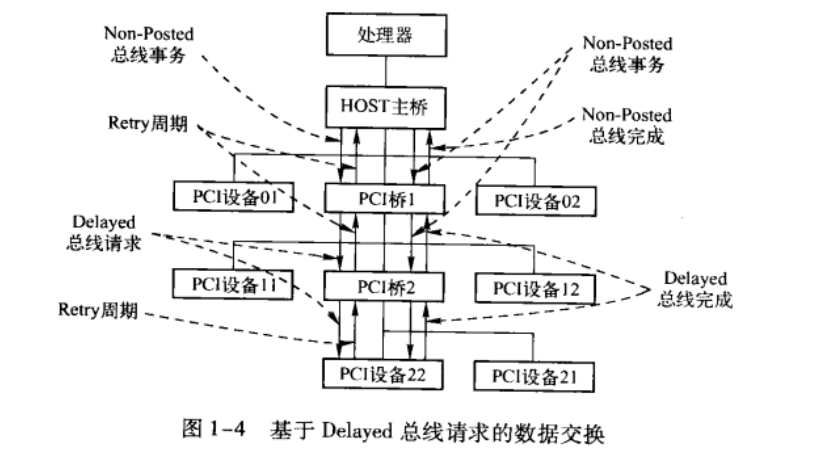 处理器
Non-Posted
总线事务
Non-Posted
总线事务
HOST主桥
Retry周期
Non-Posted
总线完成
PCI设备01
PCI桥1
PCI设备02
Delayed
总线请求
PCI设备11
PCI桥2
PCI设备12
Delayed
总线完成
Retry周期
PCI设备22
PCI设备21
图 1-4 基于 Delayed 总线请求的数据交换